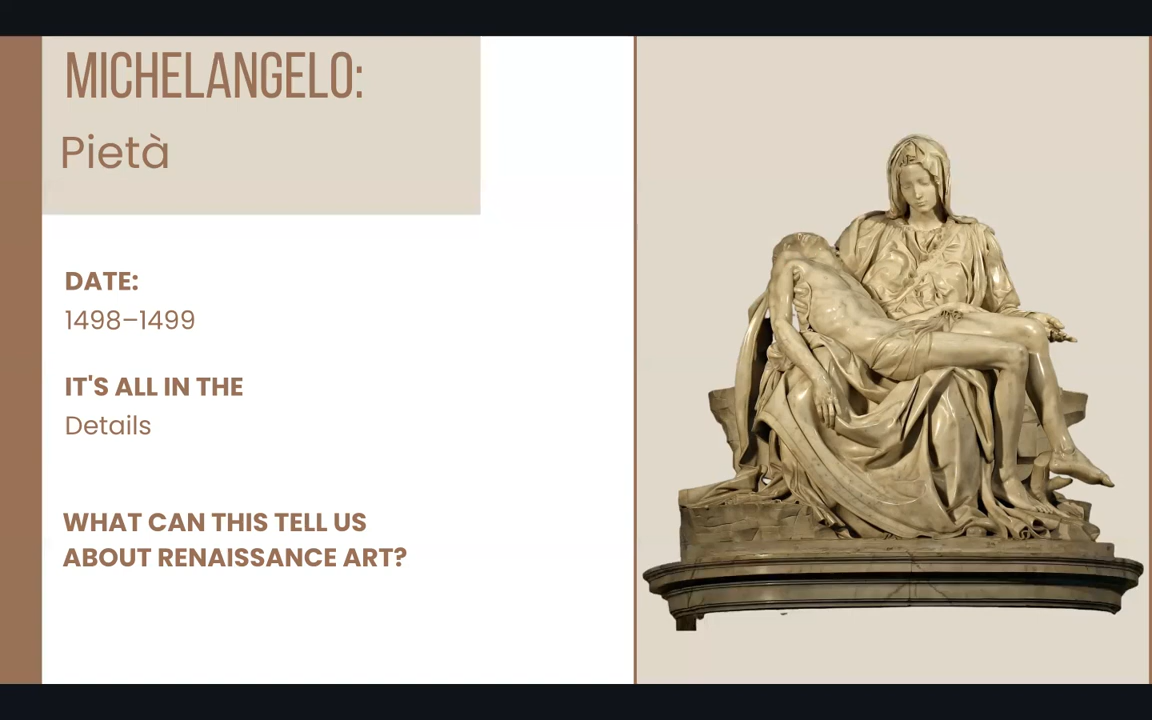 MICHELANGELO:
Pietà
DATE:
1498–1499
IT'S ALL IN THE
Details
WHAT CAN THIS TELL US
ABOUT RENAISSANCE ART?